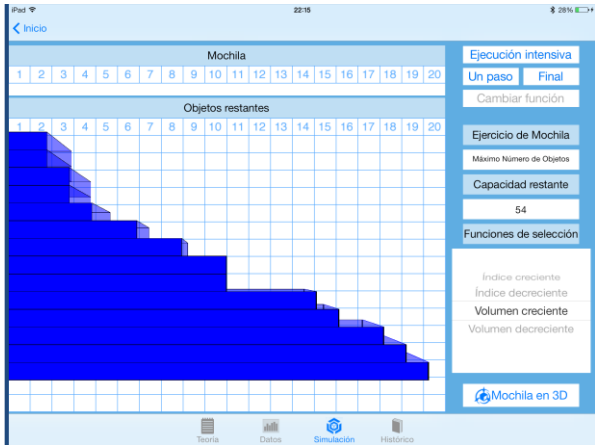 iPad 22:15 28%
Inicio
Mochila
1 2 3 4 5 6 7 8 9 10 11 12 13 14 15 16 17 18 19 20
Objetos restantes
1 2 3 4 5 6 7 8 9 10 11 12 13 14 15 16 17 18 19 20
Ejecución intensiva
Un paso Final
Cambiar función
Ejercicio de Mochila
Máximo Número de Objetos
Capacidad restante
54
Funciones de selección
Índice creciente
Índice decreciente
Volumen creciente
Volumen decreciente
Mochila en 3D
Teoría Datos Simulación Histórico